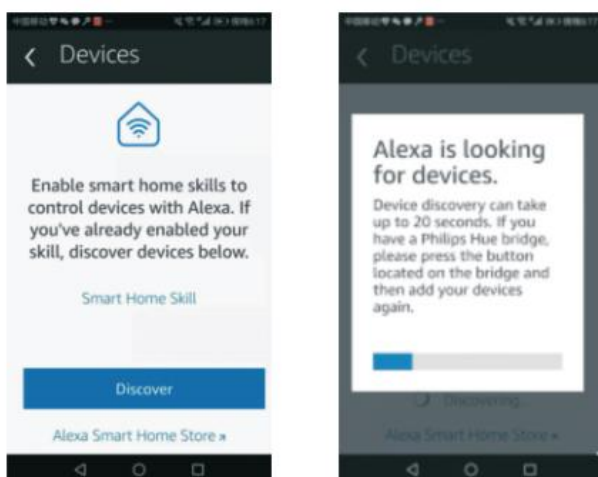 Devices
Enable smart home skills to
control devices with Alexa. If
you've already enabled your
skill, discover devices below.
Smart Home Skill
Discover
Alexa Smart Home Store »
Devices
Alexa is looking
for devices.
Device discovery can take
up to 20 seconds. If you
have a Philips Hue bridge,
please press the button
located on the bridge and
then add your devices
again.
Discovering...
Alexa Smart Home Store »